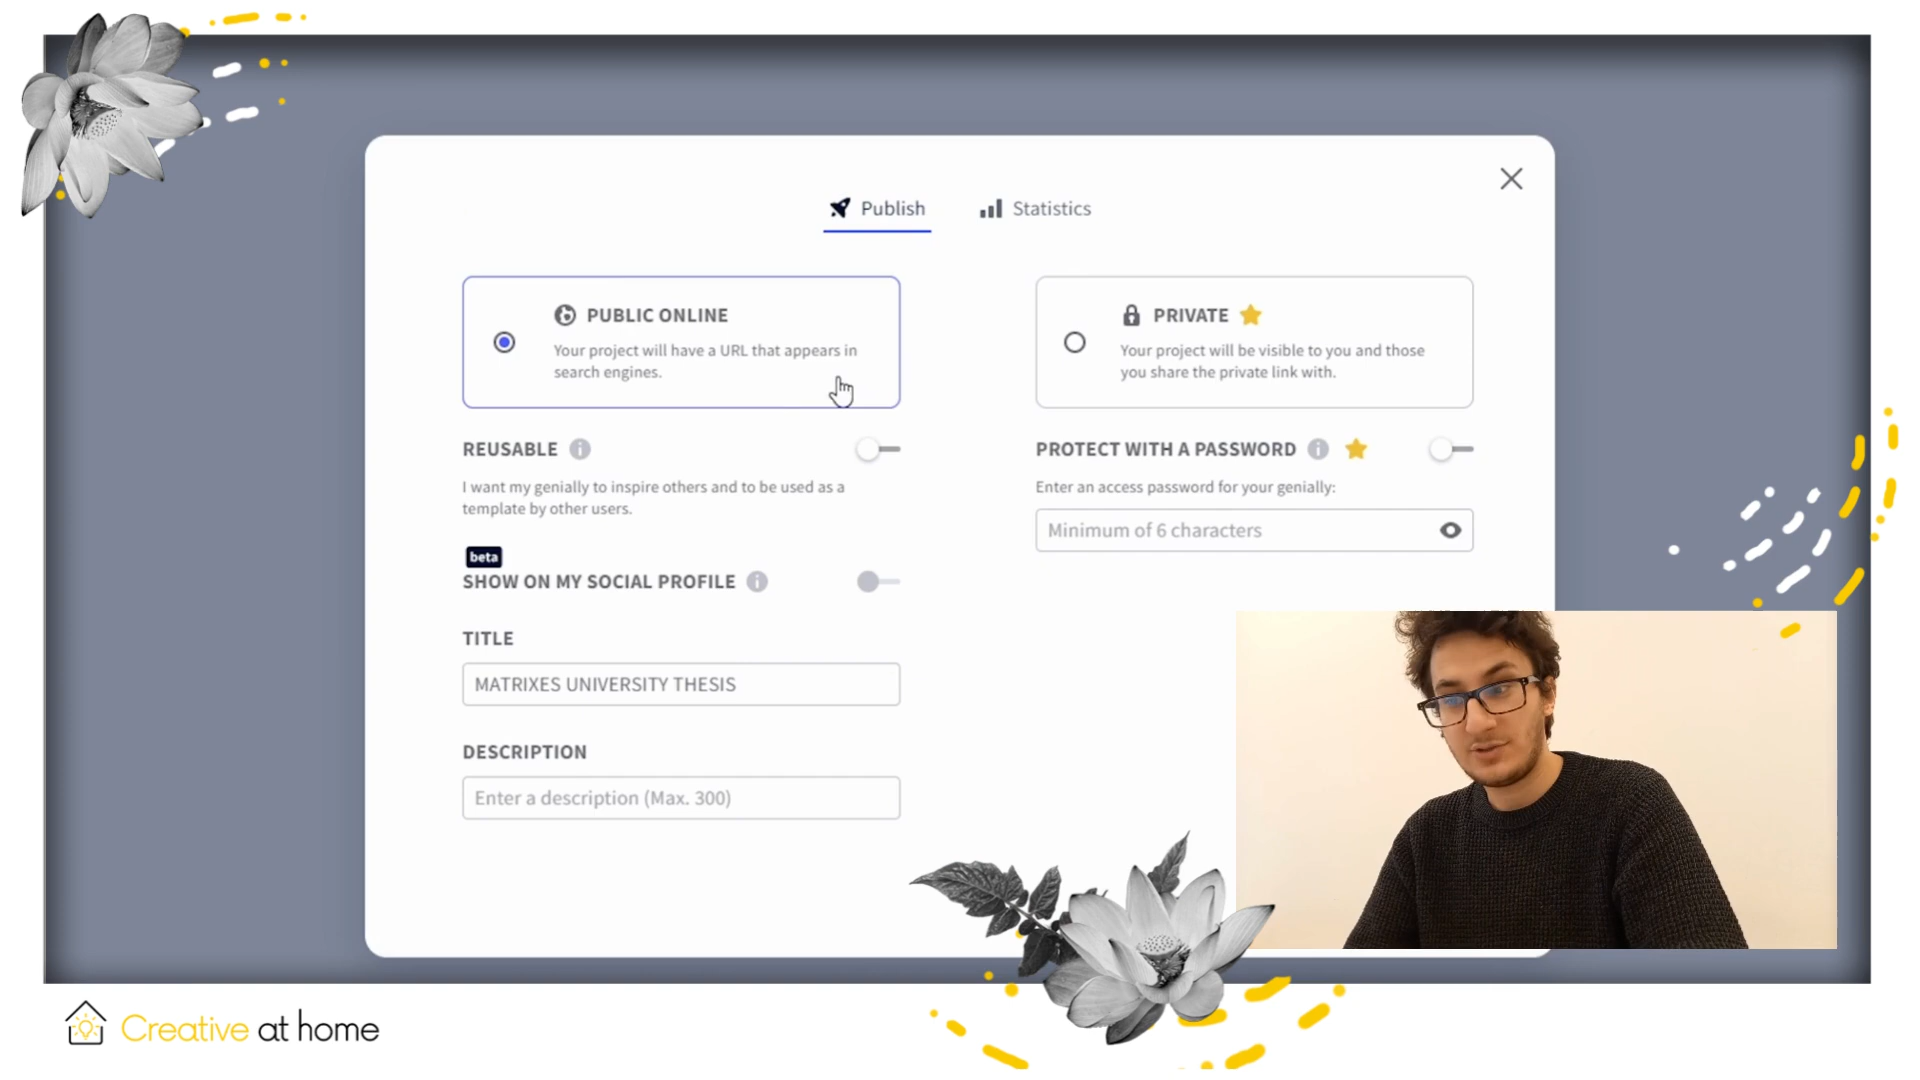 Publish
Statistics
PUBLIC ONLINE
Your project will have a URL that appears in
search engines.
PRIVATE
Your project will be visible to you and those
you share the private link with.
REUSABLE
I want my genially to inspire others and to be used as a
template by other users.
PROTECT WITH A PASSWORD
Enter an access password for your genially:
Minimum of 6 characters
beta
SHOW ON MY SOCIAL PROFILE
TITLE
MATRIXES UNIVERSITY THESIS
DESCRIPTION
Enter a description (Max. 300)
Creative at home